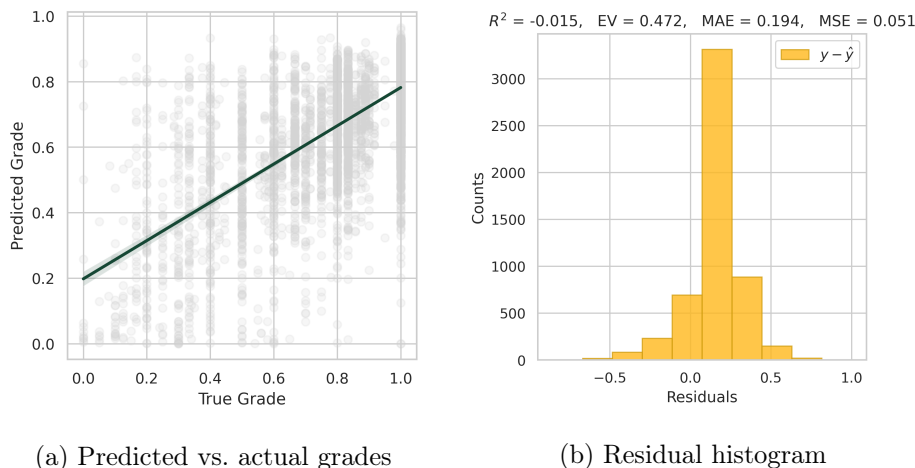 1.0
0.8
0.6
0.4
0.2
0.0
Predicted Grade
0.0 0.2 0.4 0.6 0.8 1.0
True Grade
(a) Predicted vs. actual grades
R² = -0.015, EV = 0.472, MAE = 0.194, MSE = 0.051
y − ŷ
3000
2500
2000
1500
1000
500
0
Counts
−0.5 0.0 0.5 1.0
Residuals
(b) Residual histogram